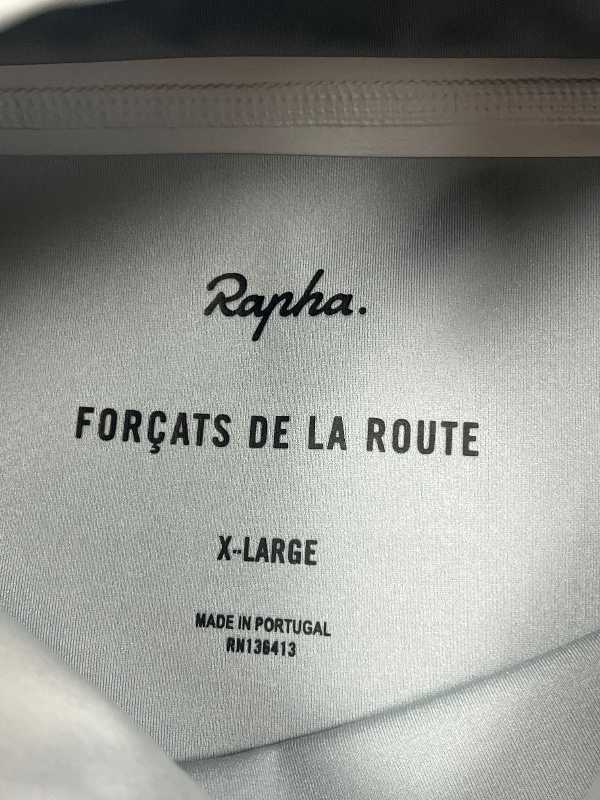 Rapha.
FORÇATS DE LA ROUTE
X-LARGE
MADE IN PORTUGAL
RN136413